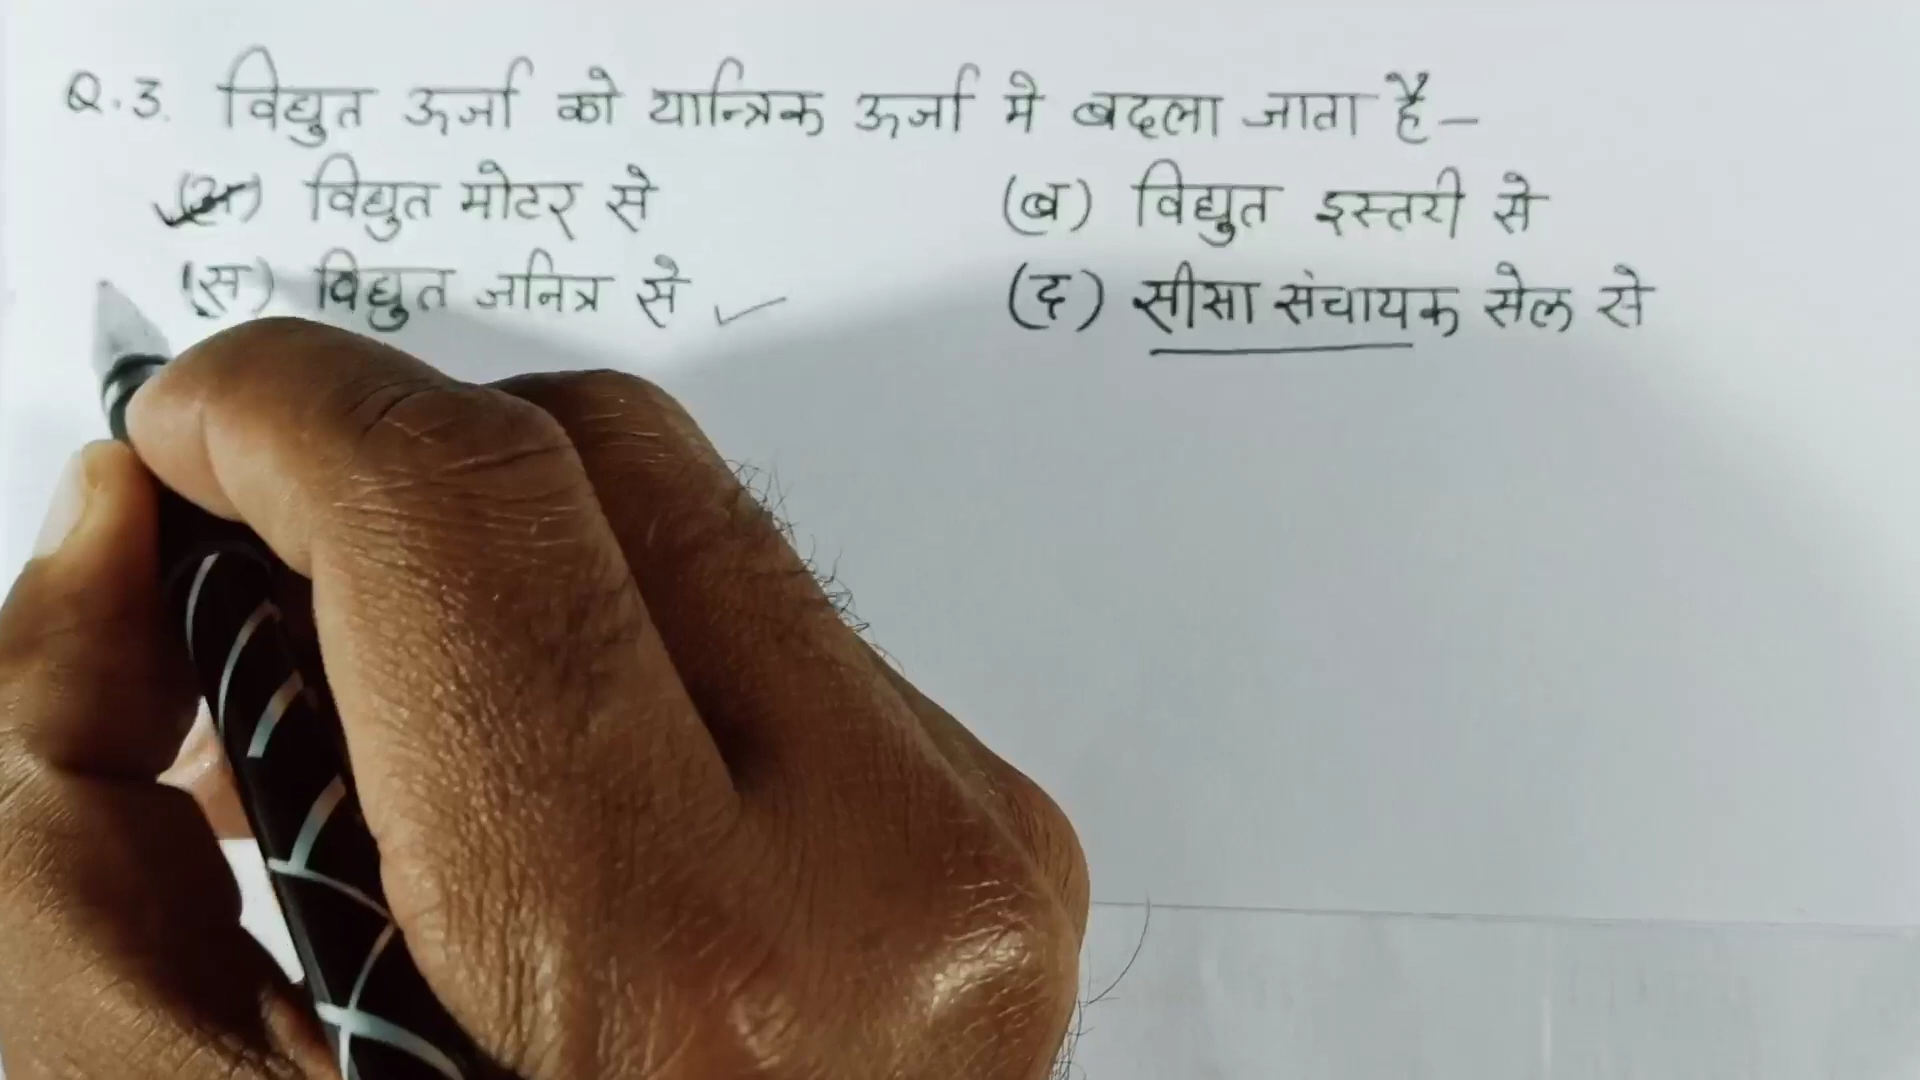 Q.3. विद्युत ऊर्जा को यान्त्रिक ऊर्जा मे बदला जाता है –
(अ) विद्युत मोटर से (ब) विद्युत इस्तरी से
(स) विद्युत जनित्र से (द) सीसा संचायक सेल से